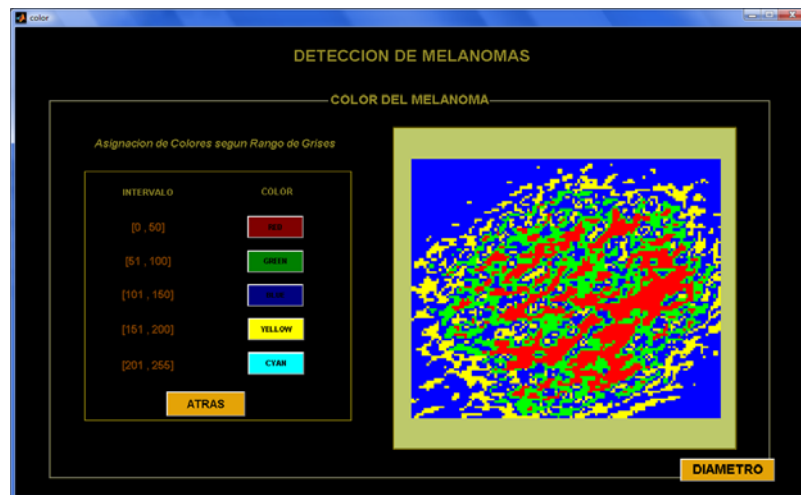 color
DETECCION DE MELANOMAS
COLOR DEL MELANOMA
Asignacion de Colores segun Rango de Grises
INTERVALO COLOR
[0 , 50] RED
[51 , 100] GREEN
[101 , 150] BLUE
[151 , 200] YELLOW
[201 , 255] CYAN
ATRAS
DIAMETRO